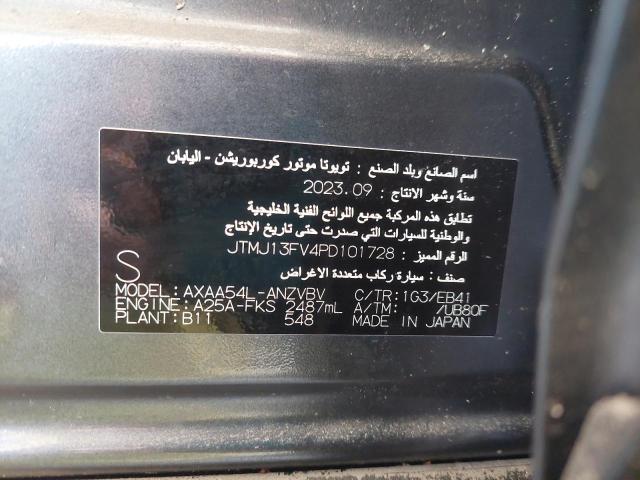 اسم الصانع وبلد الصنع : تويوتا موتور كوربوريشن - اليابان
سنة وشهر الانتاج : 2023.09
تطابق هذه المركبة جميع اللوائح الفنية الخليجية
والوطنية للسيارات التي صدرت حتى تاريخ الإنتاج
الرقم المميز : JTMJ13FV4PD101728
صنف : سيارة ركاب متعددة الاغراض
S
MODEL: AXAA54L-ANZVBV C/TR: 1G3/EB41
ENGINE: A25A-FKS 2487mL A/TM: /UB80F
PLANT: B11 548 MADE IN JAPAN